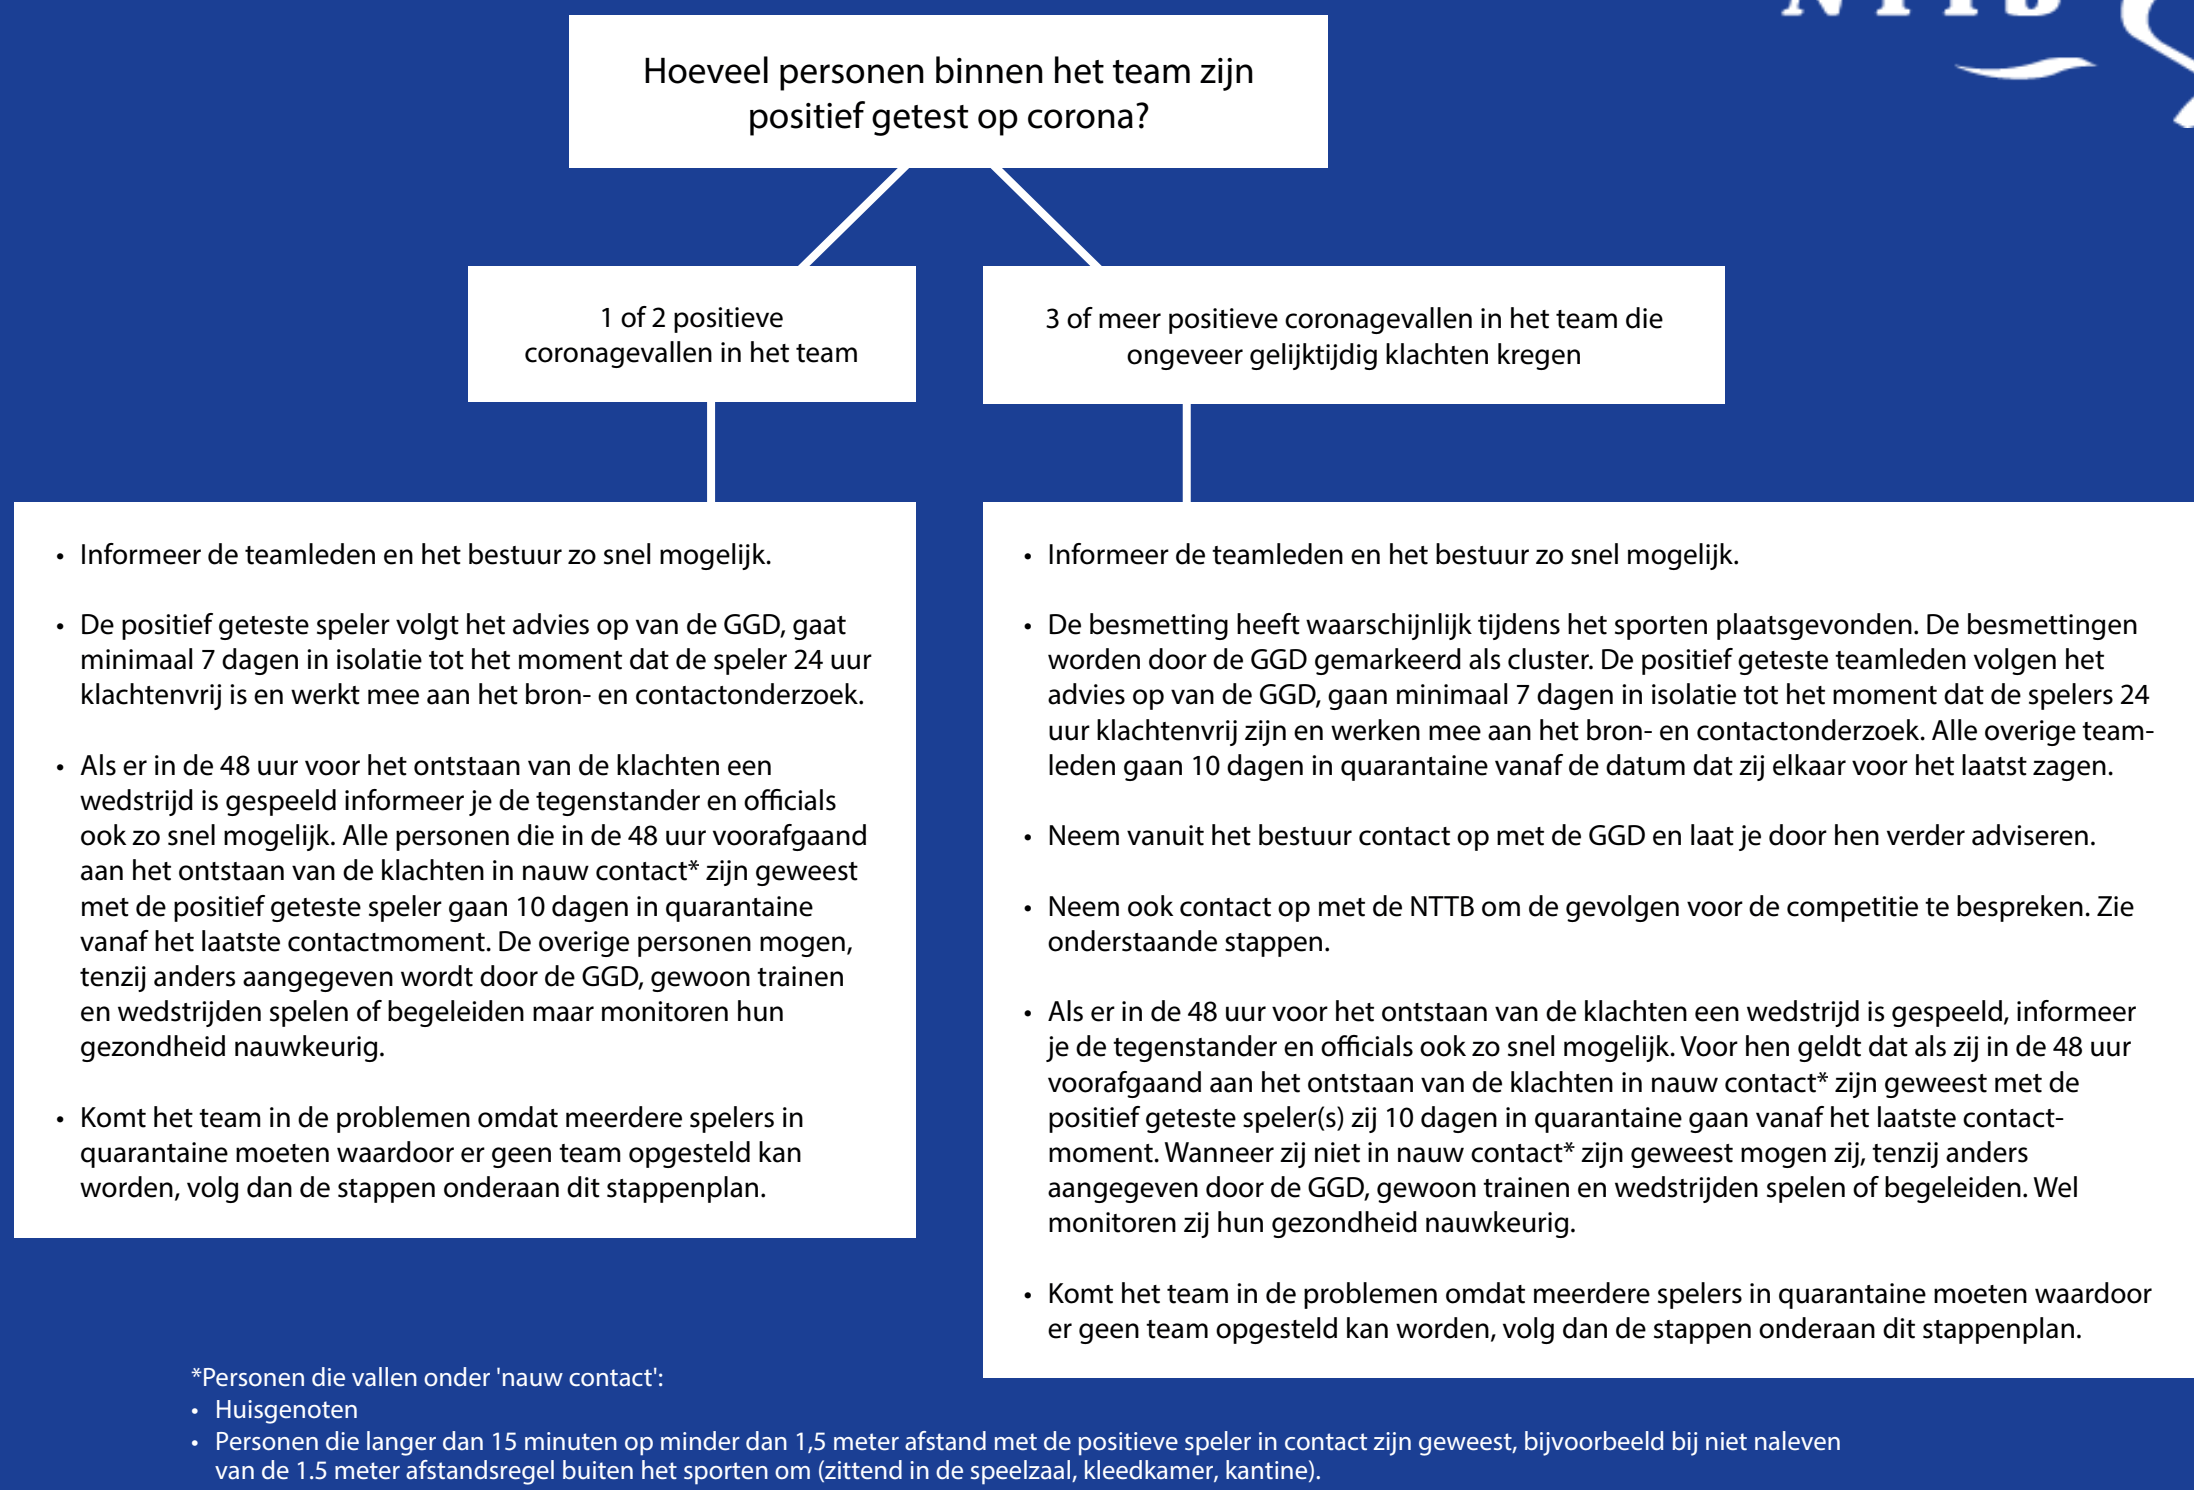 NTTB
Hoeveel personen binnen het team zijn
positief getest op corona?
1 of 2 positieve
coronagevallen in het team
3 of meer positieve coronagevallen in het team die
ongeveer gelijktijdig klachten kregen
• Informeer de teamleden en het bestuur zo snel mogelijk.
• De positief geteste speler volgt het advies op van de GGD, gaat
minimaal 7 dagen in isolatie tot het moment dat de speler 24 uur
klachtenvrij is en werkt mee aan het bron- en contactonderzoek.
• Als er in de 48 uur voor het ontstaan van de klachten een
wedstrijd is gespeeld informeer je de tegenstander en officials
ook zo snel mogelijk. Alle personen die in de 48 uur voorafgaand
aan het ontstaan van de klachten in nauw contact* zijn geweest
met de positief geteste speler gaan 10 dagen in quarantaine
vanaf het laatste contactmoment. De overige personen mogen,
tenzij anders aangegeven wordt door de GGD, gewoon trainen
en wedstrijden spelen of begeleiden maar monitoren hun
gezondheid nauwkeurig.
• Komt het team in de problemen omdat meerdere spelers in
quarantaine moeten waardoor er geen team opgesteld kan
worden, volg dan de stappen onderaan dit stappenplan.
• Informeer de teamleden en het bestuur zo snel mogelijk.
• De besmetting heeft waarschijnlijk tijdens het sporten plaatsgevonden. De besmettingen
worden door de GGD gemarkeerd als cluster. De positief geteste teamleden volgen het
advies op van de GGD, gaan minimaal 7 dagen in isolatie tot het moment dat de spelers 24
uur klachtenvrij zijn en werken mee aan het bron- en contactonderzoek. Alle overige team-
leden gaan 10 dagen in quarantaine vanaf de datum dat zij elkaar voor het laatst zagen.
• Neem vanuit het bestuur contact op met de GGD en laat je door hen verder adviseren.
• Neem ook contact op met de NTTB om de gevolgen voor de competitie te bespreken. Zie
onderstaande stappen.
• Als er in de 48 uur voor het ontstaan van de klachten een wedstrijd is gespeeld, informeer
je de tegenstander en officials ook zo snel mogelijk. Voor hen geldt dat als zij in de 48 uur
voorafgaand aan het ontstaan van de klachten in nauw contact* zijn geweest met de
positief geteste speler(s) zij 10 dagen in quarantaine gaan vanaf het laatste contact-
moment. Wanneer zij niet in nauw contact* zijn geweest mogen zij, tenzij anders
aangegeven door de GGD, gewoon trainen en wedstrijden spelen of begeleiden. Wel
monitoren zij hun gezondheid nauwkeurig.
• Komt het team in de problemen omdat meerdere spelers in quarantaine moeten waardoor
er geen team opgesteld kan worden, volg dan de stappen onderaan dit stappenplan.
*Personen die vallen onder 'nauw contact':
• Huisgenoten
• Personen die langer dan 15 minuten op minder dan 1,5 meter afstand met de positieve speler in contact zijn geweest, bijvoorbeeld bij niet naleven
van de 1.5 meter afstandsregel buiten het sporten om (zittend in de speelzaal, kleedkamer, kantine).